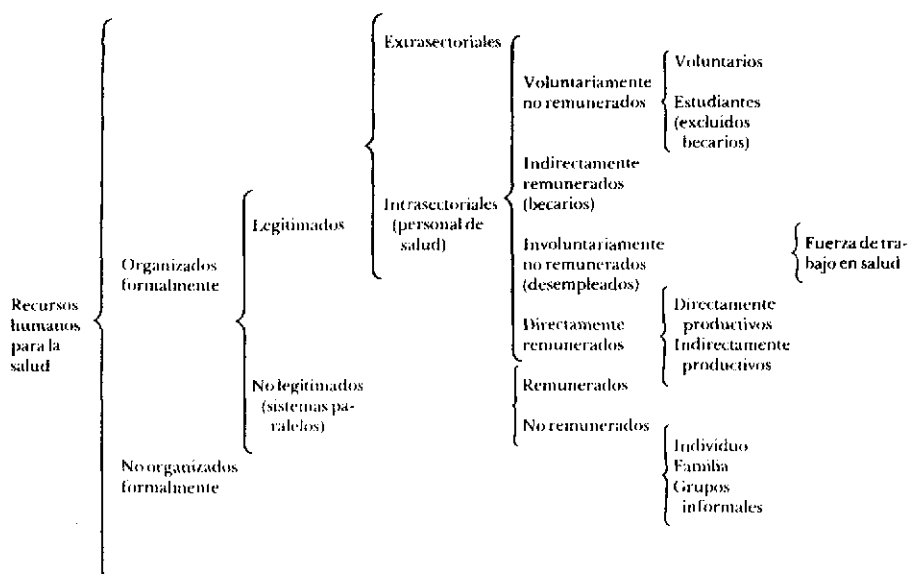 Recursos
humanos
para la
salud
Organizados
formalmente
No organizados
formalmente
Legitimados
No legitimados
(sistemas pa-
ralelos)
Extrasectoriales
Intrasectoriales
(personal de
salud)
Voluntariamente
no remunerados
Indirectamente
remunerados
(becarios)
Involuntariamente
no remunerados
(desempleados)
Directamente
remunerados
Remunerados
No remunerados
Voluntarios
Estudiantes
(excluídos
becarios)
Directamente
productivos
Indirectamente
productivos
Individuo
Familia
Grupos
informales
Fuerza de tra-
bajo en salud